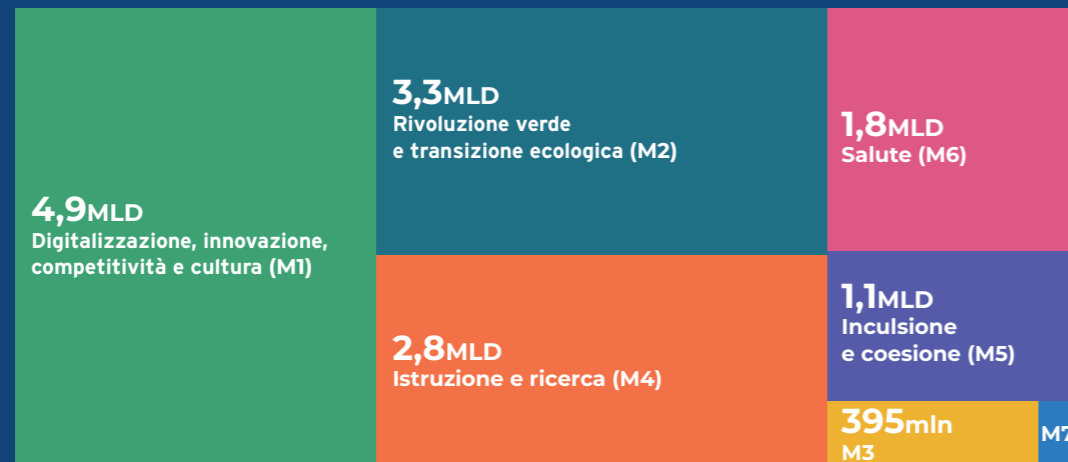 4,9MLD
Digitalizzazione, innovazione,
competitività e cultura (M1)
3,3MLD
Rivoluzione verde
e transizione ecologica (M2)
2,8MLD
Istruzione e ricerca (M4)
1,8MLD
Salute (M6)
1,1MLD
Inculsione
e coesione (M5)
395mln
M3
M7